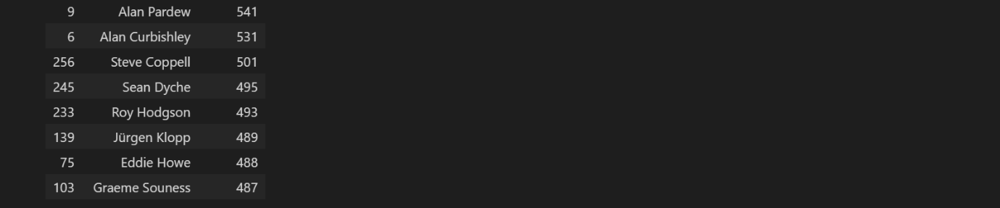 9 Alan Pardew 541
6 Alan Curbishley 531
256 Steve Coppell 501
245 Sean Dyche 495
233 Roy Hodgson 493
139 Jürgen Klopp 489
75 Eddie Howe 488
103 Graeme Souness 487